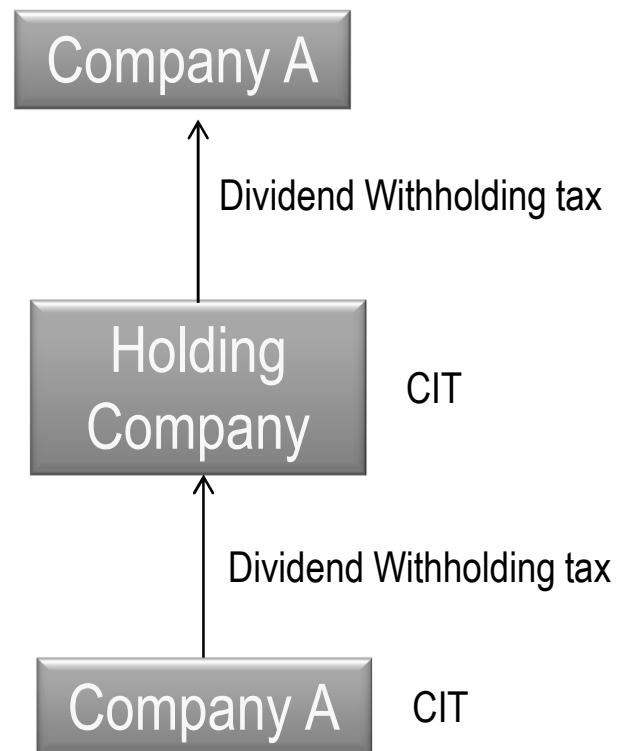 Company A
Dividend Withholding tax
Holding
Company
CIT
Dividend Withholding tax
Company A
CIT